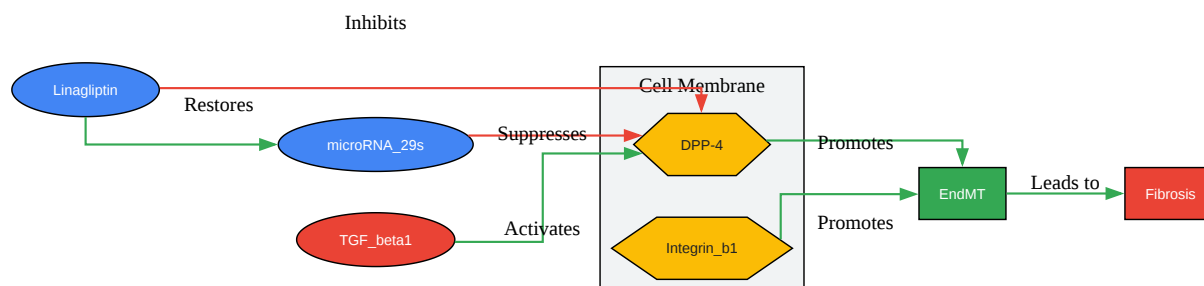 Inhibits
Linagliptin
Restores
Cell Membrane
microRNA_29s
Suppresses
DPP-4
Promotes
EndMT
Leads to
Fibrosis
TGF_beta1
Activates
Integrin_b1
Promotes